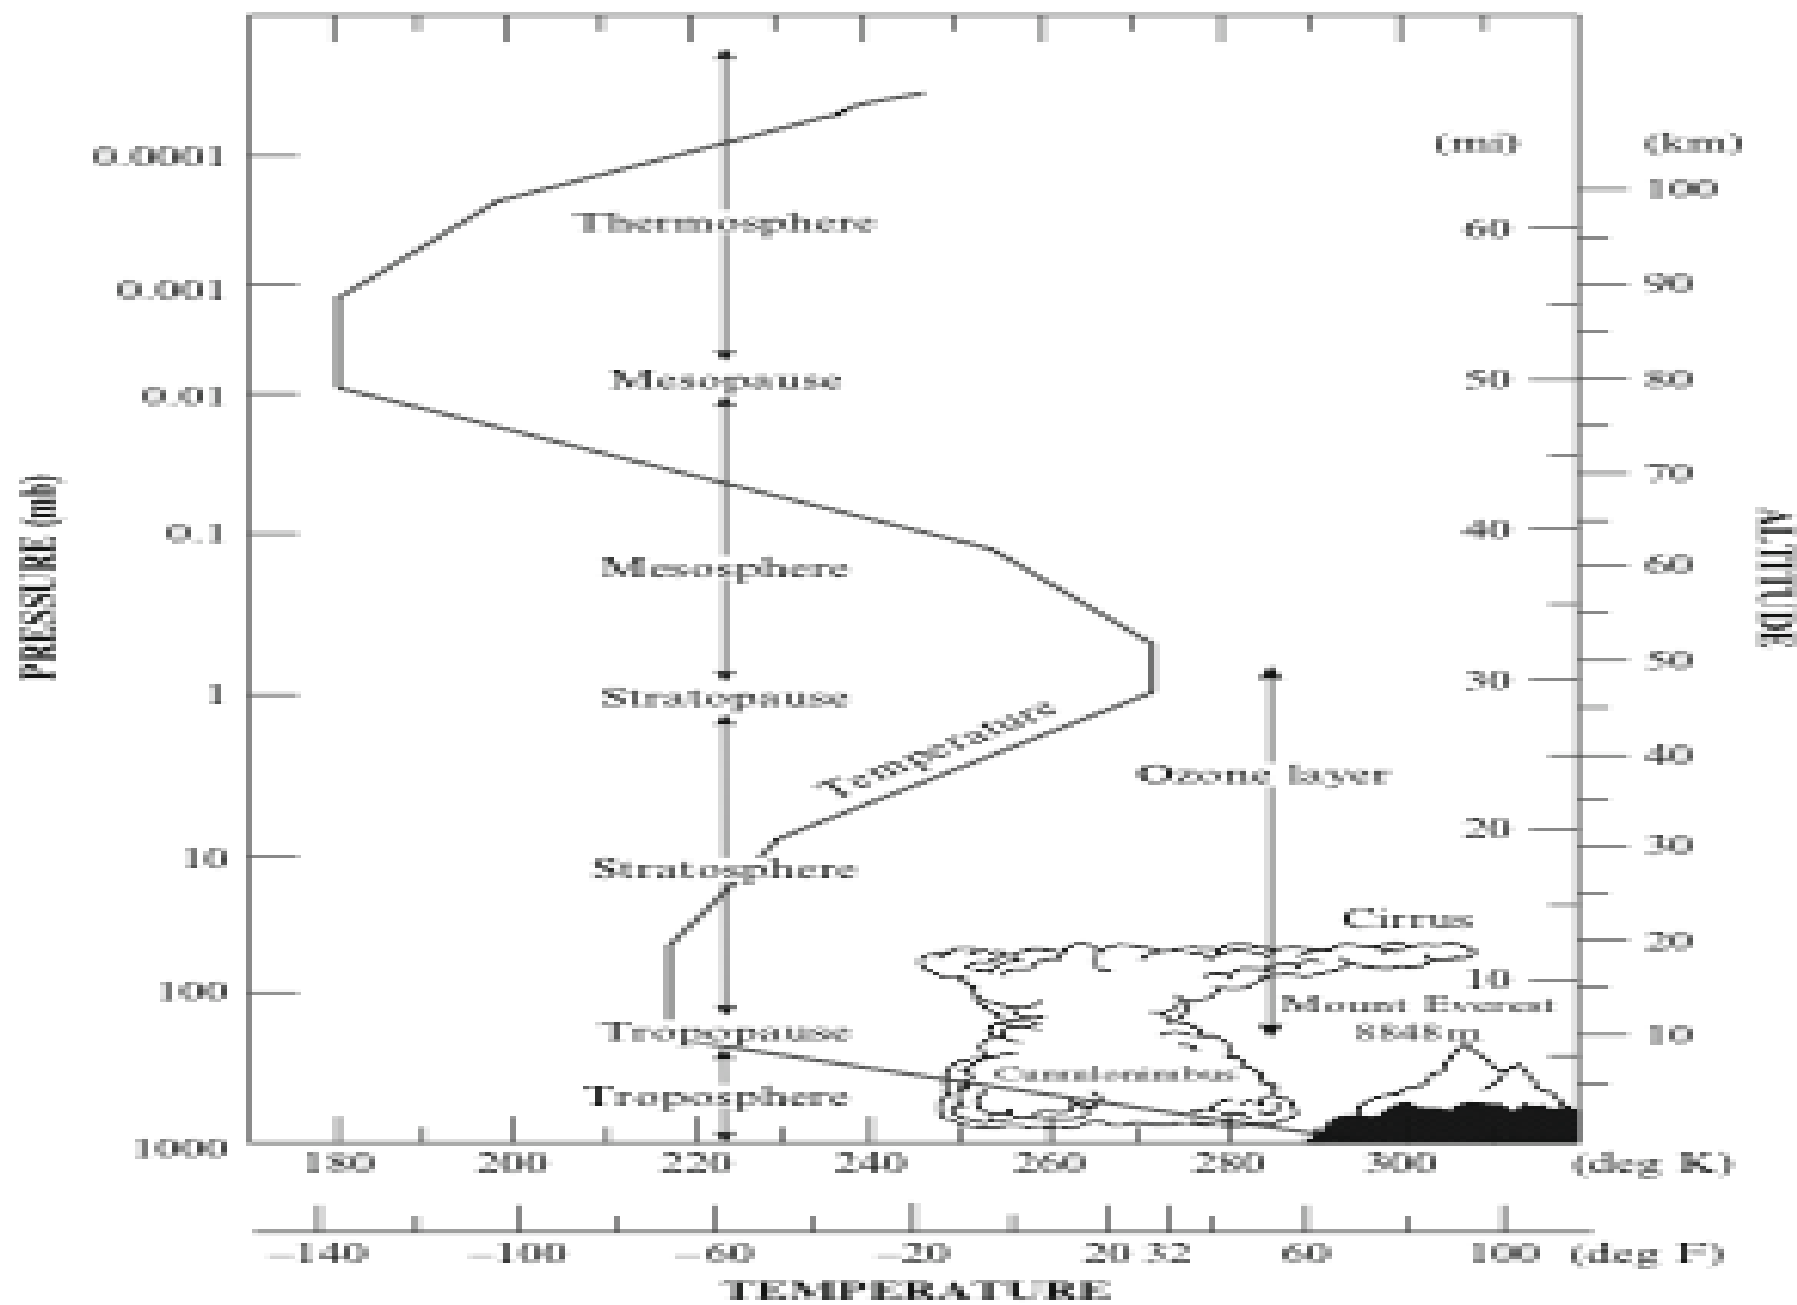 (mi) (km)
0.0001
100
Thermosphere
60
0.001
90
Mesopause
50
80
0.01
70
PRESSURE (mb)
ALTITUDE
0.1
40
Mesosphere
60
50
Stratopause
30
1
Temperature
40
Ozone layer
20
30
10
Stratosphere
Cirrus
20
100
10
Mount Everest
8848m
Tropopause
10
Cumulonimbus
Troposphere
1000
180 200 220 240 260 280 300 (deg K)
-140 -100 -60 -20 20 32 60 100 (deg F)
TEMPERATURE